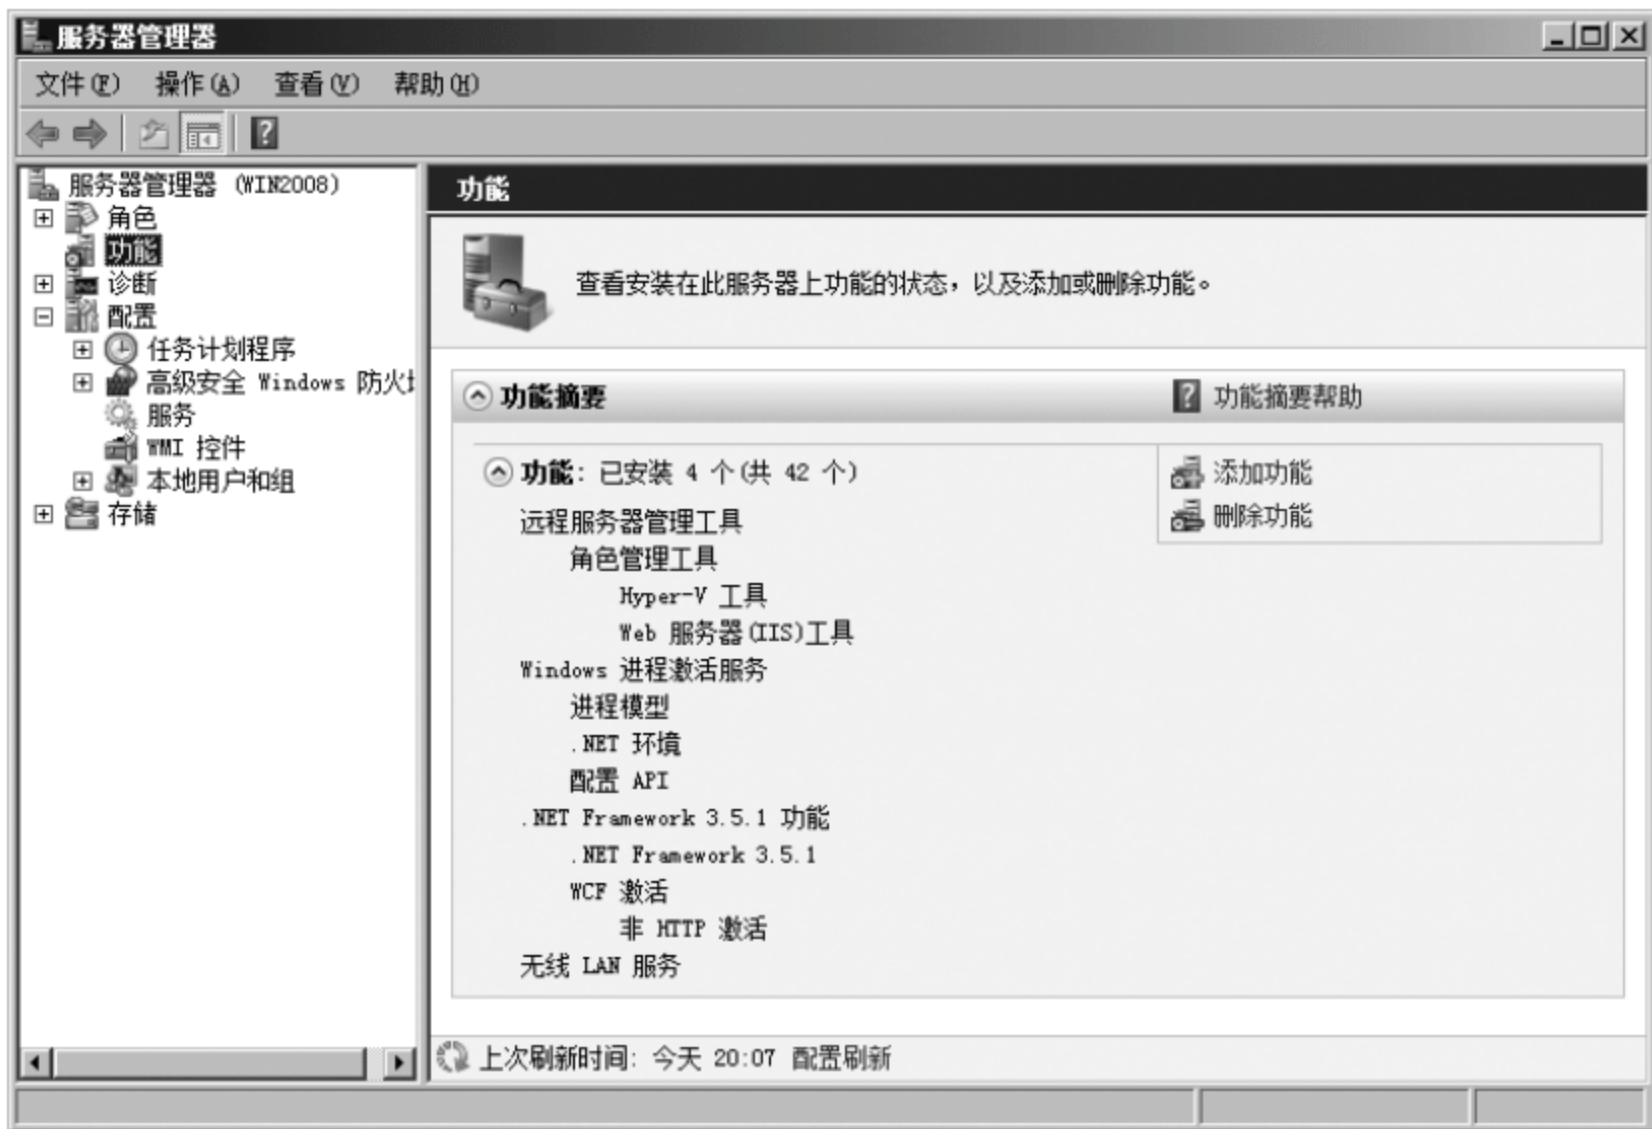 服务器管理器
文件(F) 操作(A) 查看(V) 帮助(H)
服务器管理器 (WIN2008)
角色
功能
诊断
配置
任务计划程序
高级安全 Windows 防火
服务
WMI 控件
本地用户和组
存储
功能
查看安装在此服务器上功能的状态，以及添加或删除功能。
功能摘要
功能摘要帮助
功能: 已安装 4 个(共 42 个)
添加功能
删除功能
远程服务器管理工具
角色管理工具
Hyper-V 工具
Web 服务器(IIS)工具
Windows 进程激活服务
进程模型
.NET 环境
配置 API
.NET Framework 3.5.1 功能
.NET Framework 3.5.1
WCF 激活
非 HTTP 激活
无线 LAN 服务
上次刷新时间: 今天 20:07 配置刷新